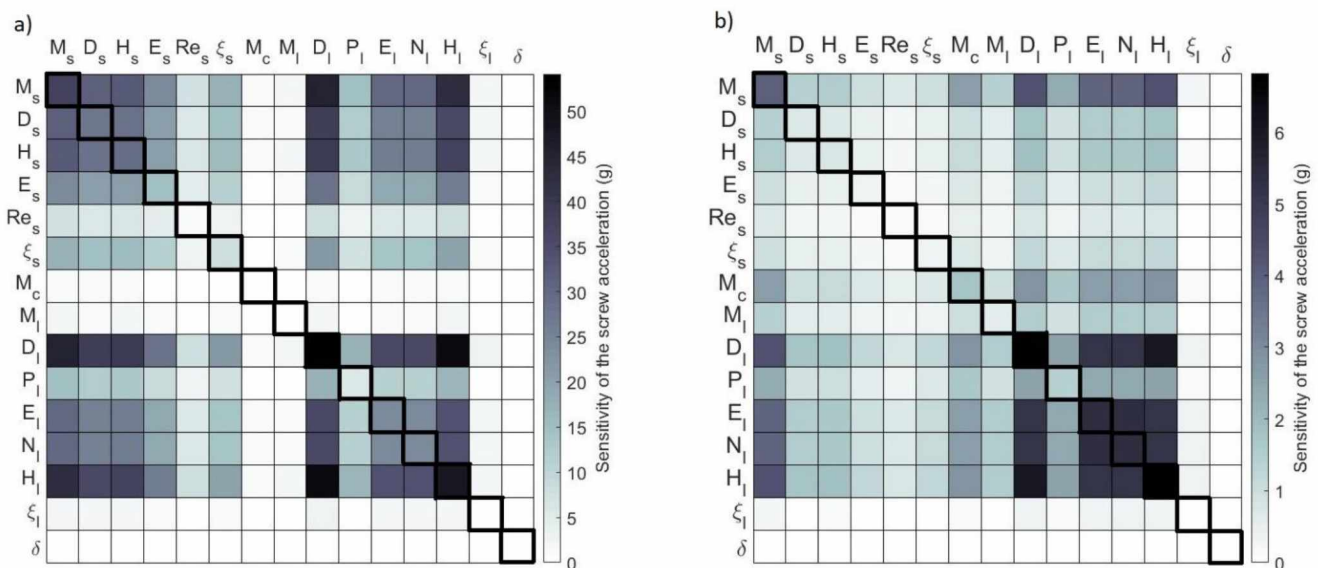 a)
M_s D_s H_s E_s Re_s ξ_s M_c M_l D_l P_l E_l N_l H_l ξ_l δ
M_s
D_s
H_s
E_s
Re_s
ξ_s
M_c
M_l
D_l
P_l
E_l
N_l
H_l
ξ_l
δ
50
45
40
35
30
25
20
15
10
5
0
Sensitivity of the screw acceleration (g)
b)
M_s D_s H_s E_s Re_s ξ_s M_c M_l D_l P_l E_l N_l H_l ξ_l δ
M_s
D_s
H_s
E_s
Re_s
ξ_s
M_c
M_l
D_l
P_l
E_l
N_l
H_l
ξ_l
δ
6
5
4
3
2
1
0
Sensitivity of the screw acceleration (g)